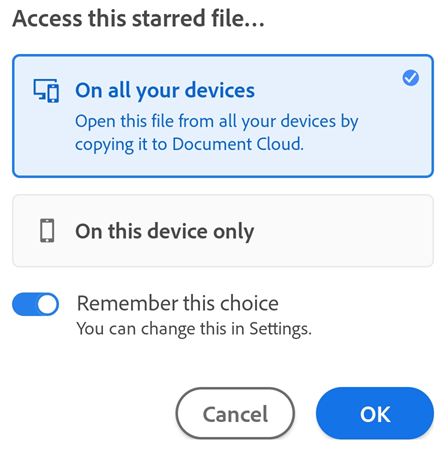 Access this starred file...
On all your devices
Open this file from all your devices by
copying it to Document Cloud.
On this device only
Remember this choice
You can change this in Settings.
Cancel
OK